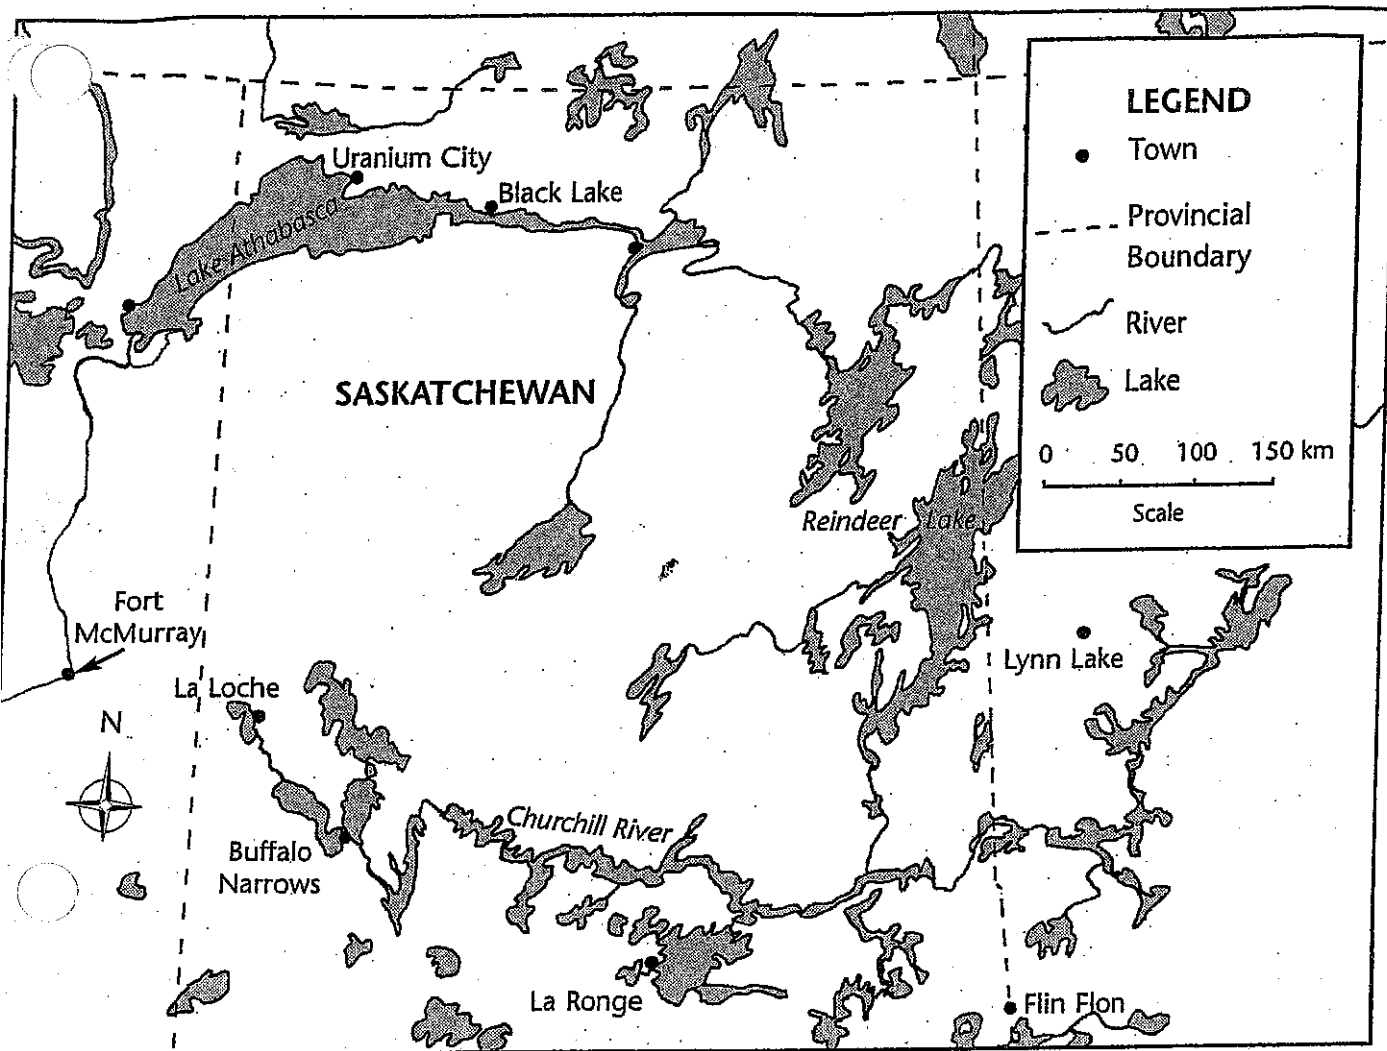 LEGEND
Town
Provincial
Boundary
River
Lake
0 50 100 150 km
Scale
Uranium City
Black Lake
Lake Athabasca
SASKATCHEWAN
Reindeer Lake
Fort
McMurray
Lynn Lake
La Loche
N
Churchill River
Buffalo
Narrows
La Ronge
Flin Flon